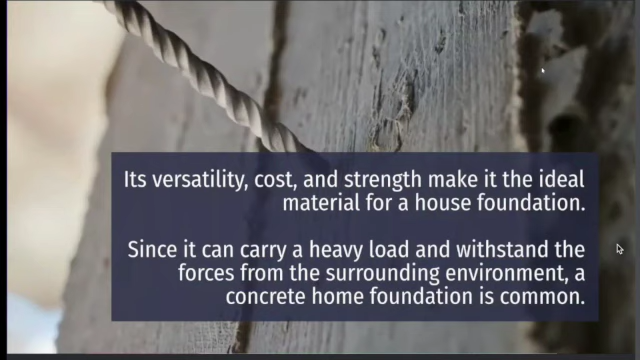 Its versatility, cost, and strength make it the ideal
material for a house foundation.
Since it can carry a heavy load and withstand the
forces from the surrounding environment, a
concrete home foundation is common.